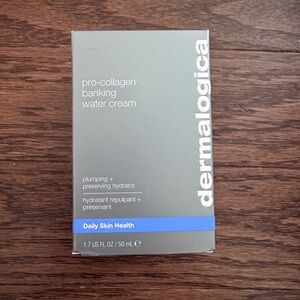 pro-collagen
banking
water cream
dermalogica
plumping +
preserving hydrator
hydratant repulpant +
préservant
Daily Skin Health
1.7 US FL OZ / 50 mL ℮